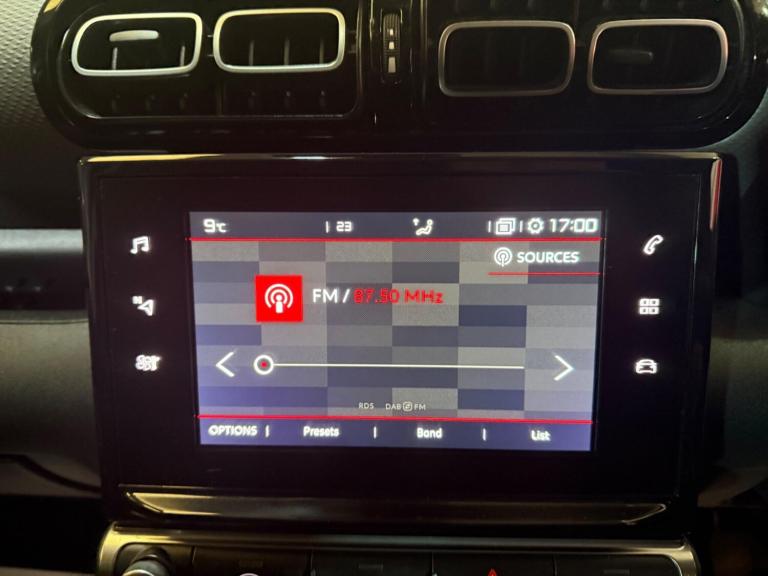 9°C | 23 | | 17:00
SOURCES
FM / 87.50 MHz
RDS DAB FM
OPTIONS | Presets | Band | List
N